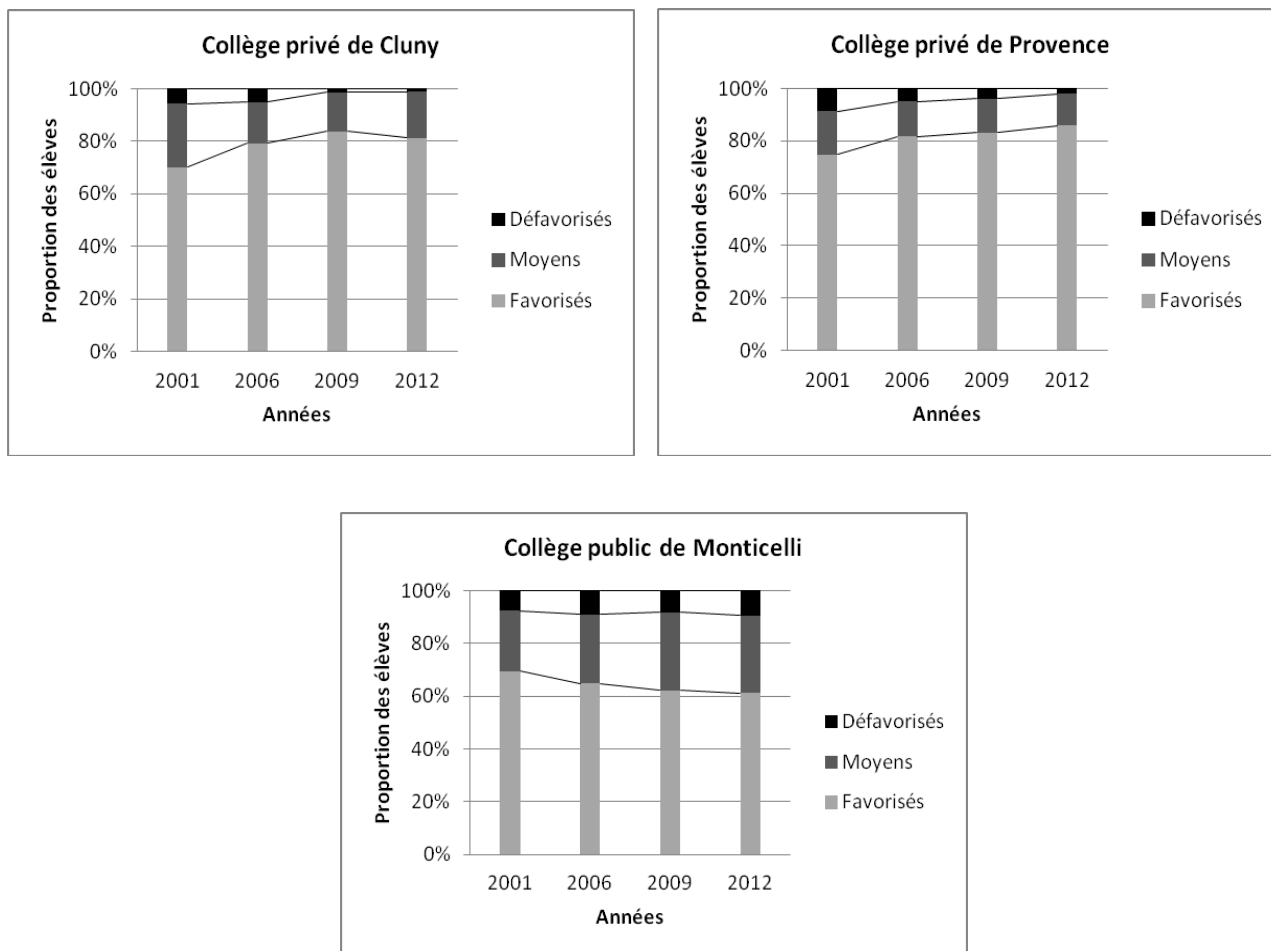 Collège privé de Cluny
Proportion des élèves
100%
80%
60%
40%
20%
0%
2001 2006 2009 2012
Années
Défavorisés
Moyens
Favorisés
Collège privé de Provence
Proportion des élèves
100%
80%
60%
40%
20%
0%
2001 2006 2009 2012
Années
Défavorisés
Moyens
Favorisés
Collège public de Monticelli
Proportion des élèves
100%
80%
60%
40%
20%
0%
2001 2006 2009 2012
Années
Défavorisés
Moyens
Favorisés